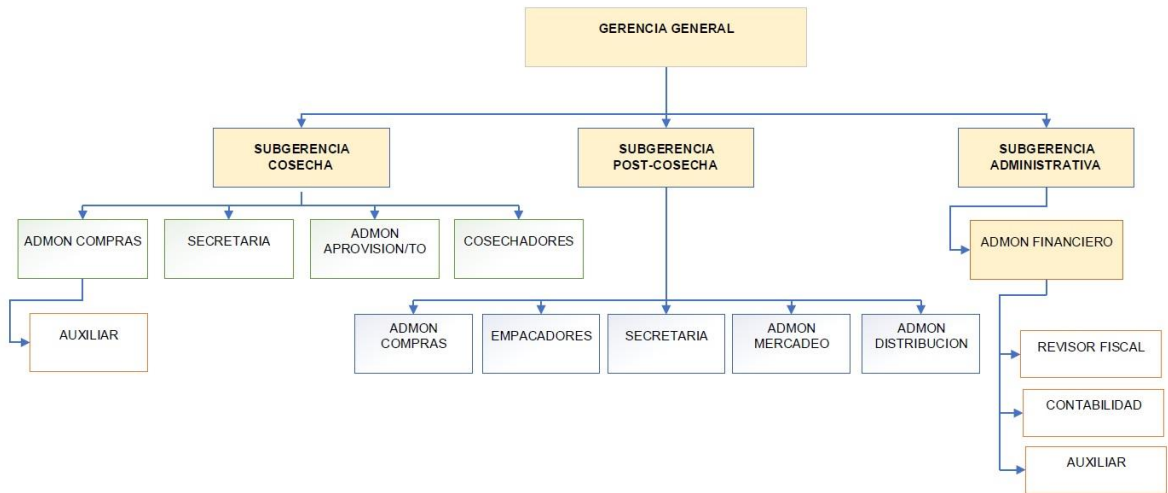 GERENCIA GENERAL
SUBGERENCIA
COSECHA
SUBGERENCIA
POST-COSECHA
SUBGERENCIA
ADMINISTRATIVA
ADMON COMPRAS
SECRETARIA
ADMON
APROVISION/TO
COSECHADORES
ADMON FINANCIERO
AUXILIAR
ADMON
COMPRAS
EMPACADORES
SECRETARIA
ADMON
MERCADEO
ADMON
DISTRIBUCION
REVISOR FISCAL
CONTABILIDAD
AUXILIAR